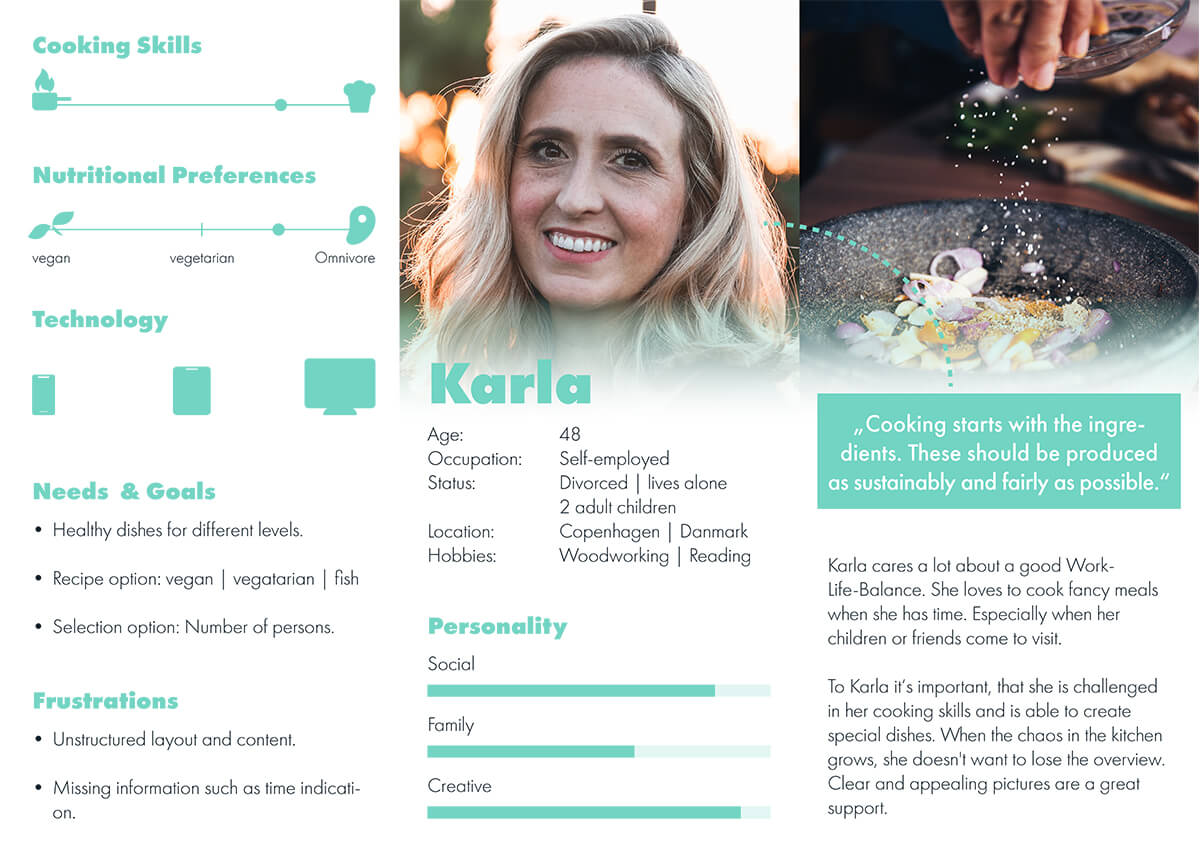 Cooking Skills
Nutritional Preferences
vegan
vegetarian
Omnivore
Technology
Needs & Goals
• Healthy dishes for different levels.
• Recipe option: vegan | vegatarian | fish
• Selection option: Number of persons.
Frustrations
• Unstructured layout and content.
• Missing information such as time indicati-
on.
Karla
Age: 48
Occupation: Self-employed
Status: Divorced | lives alone
2 adult children
Location: Copenhagen | Danmark
Hobbies: Woodworking | Reading
Personality
Social
Family
Creative
„Cooking starts with the ingre-
dients. These should be produced
as sustainably and fairly as possible.“
Karla cares a lot about a good Work-
Life-Balance. She loves to cook fancy meals
when she has time. Especially when her
children or friends come to visit.
To Karla it‘s important, that she is challenged
in her cooking skills and is able to create
special dishes. When the chaos in the kitchen
grows, she doesn't want to lose the overview.
Clear and appealing pictures are a great
support.